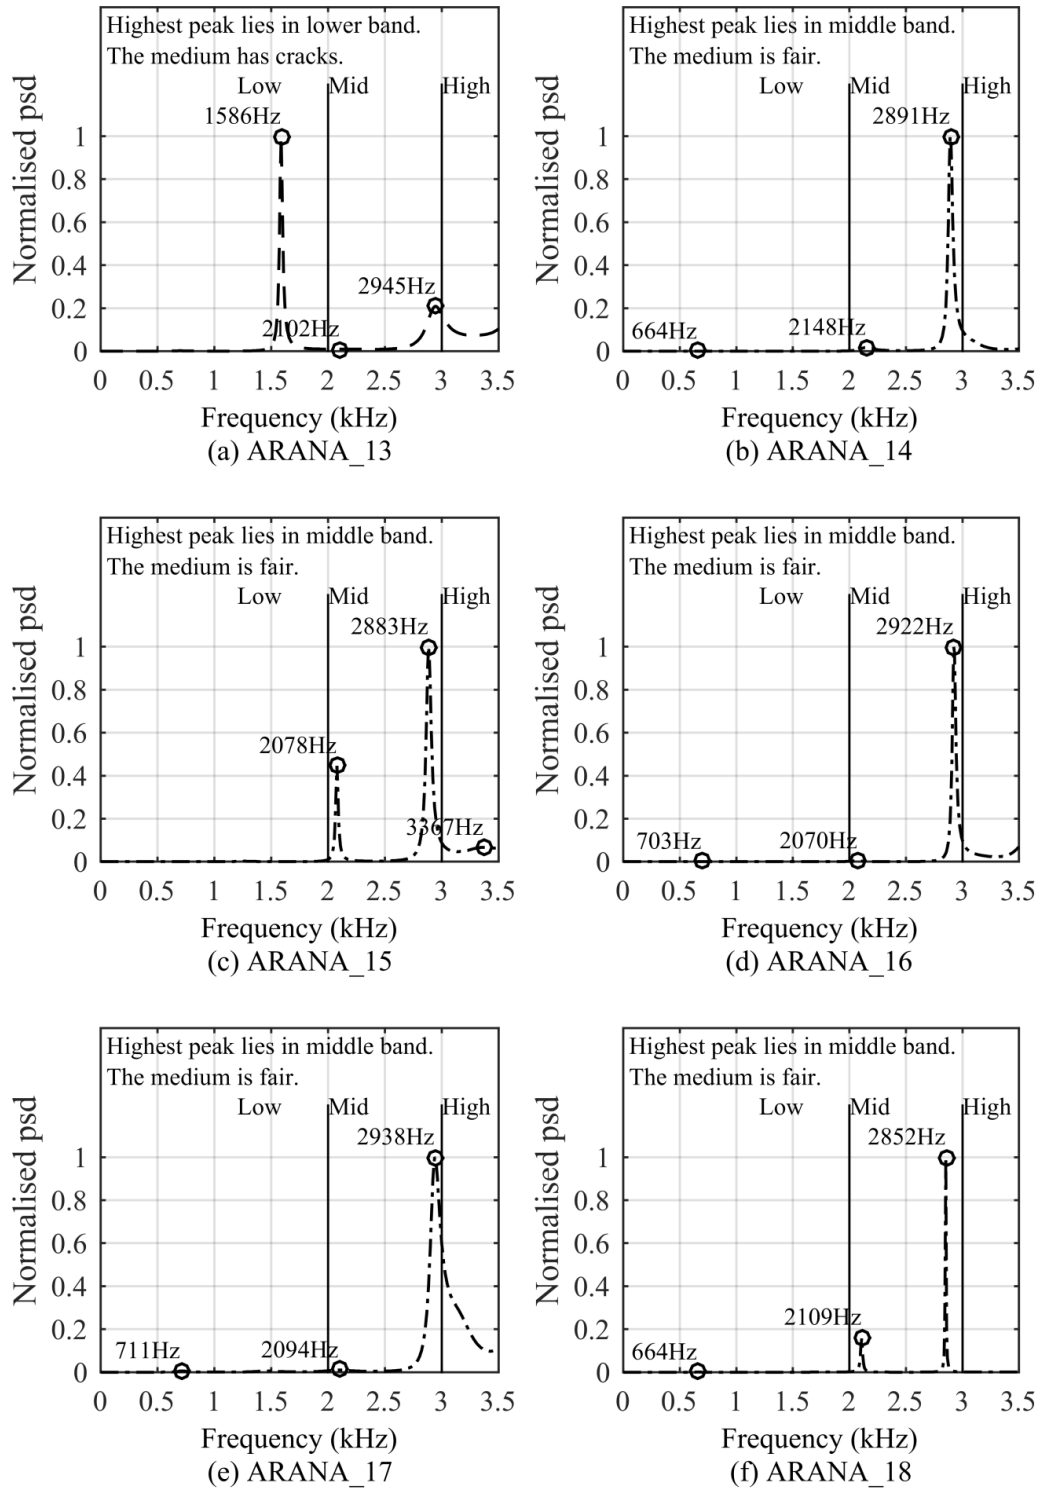 Highest peak lies in lower band.
The medium has cracks.
Low Mid High
1586Hz
2945Hz
2102Hz
Normalised psd
1
0.8
0.6
0.4
0.2
0
0 0.5 1 1.5 2 2.5 3 3.5
Frequency (kHz)
(a) ARANA_13
Highest peak lies in middle band.
The medium is fair.
Low Mid High
2891Hz
664Hz 2148Hz
Normalised psd
1
0.8
0.6
0.4
0.2
0
0 0.5 1 1.5 2 2.5 3 3.5
Frequency (kHz)
(b) ARANA_14
Highest peak lies in middle band.
The medium is fair.
Low Mid High
2883Hz
2078Hz
3367Hz
Normalised psd
1
0.8
0.6
0.4
0.2
0
0 0.5 1 1.5 2 2.5 3 3.5
Frequency (kHz)
(c) ARANA_15
Highest peak lies in middle band.
The medium is fair.
Low Mid High
2922Hz
703Hz 2070Hz
Normalised psd
1
0.8
0.6
0.4
0.2
0
0 0.5 1 1.5 2 2.5 3 3.5
Frequency (kHz)
(d) ARANA_16
Highest peak lies in middle band.
The medium is fair.
Low Mid High
2938Hz
711Hz 2094Hz
Normalised psd
1
0.8
0.6
0.4
0.2
0
0 0.5 1 1.5 2 2.5 3 3.5
Frequency (kHz)
(e) ARANA_17
Highest peak lies in middle band.
The medium is fair.
Low Mid High
2852Hz
2109Hz
664Hz
Normalised psd
1
0.8
0.6
0.4
0.2
0
0 0.5 1 1.5 2 2.5 3 3.5
Frequency (kHz)
(f) ARANA_18